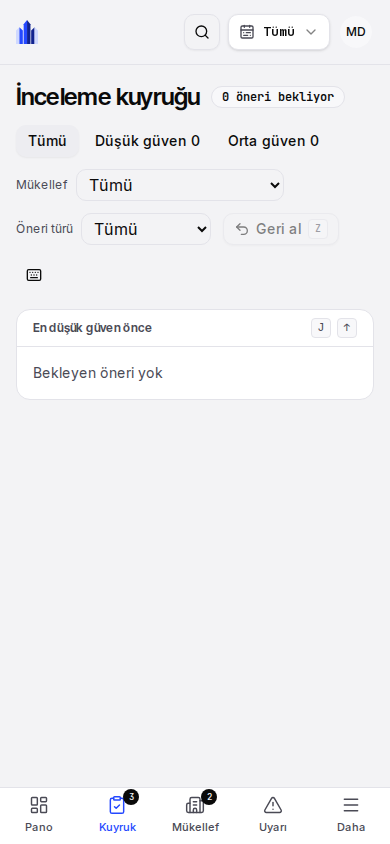 Tümü
MD
İnceleme kuyruğu
0 öneri bekliyor
Tümü
Düşük güven 0
Orta güven 0
Mükellef
Tümü
Öneri türü
Tümü
Geri al
Z
En düşük güven önce
J
↑
Bekleyen öneri yok
3
2
Pano
Kuyruk
Mükellef
Uyarı
Daha